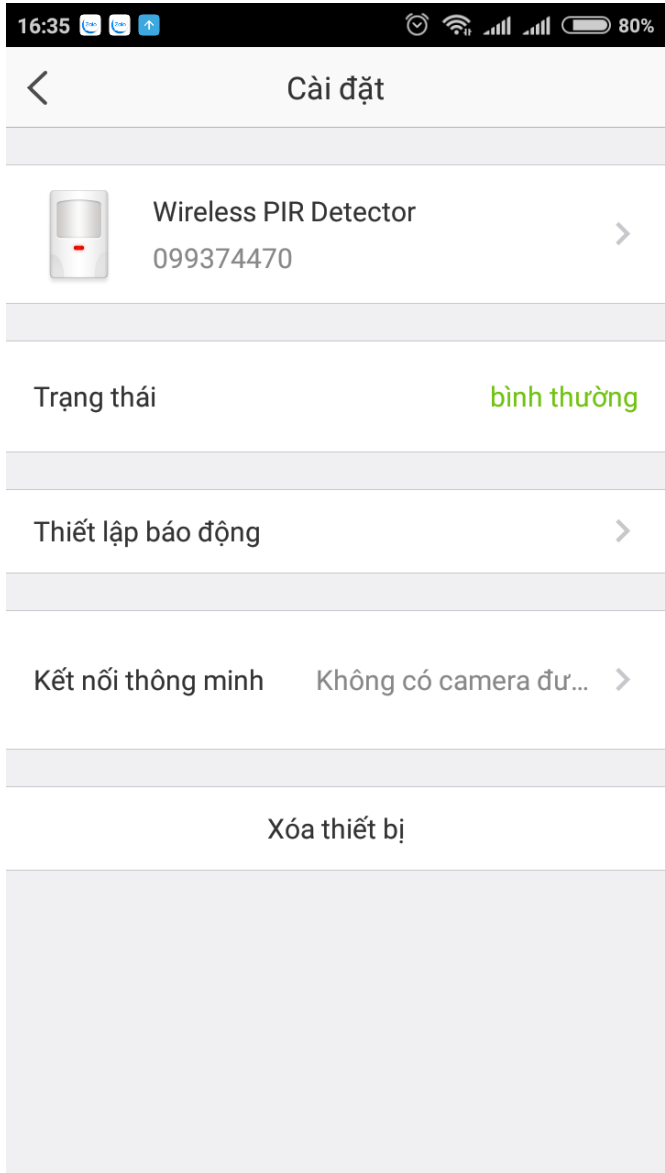 16:35 80%
Cài đặt
Wireless PIR Detector
099374470
Trạng thái bình thường
Thiết lập báo động
Kết nối thông minh Không có camera đư...
Xóa thiết bị